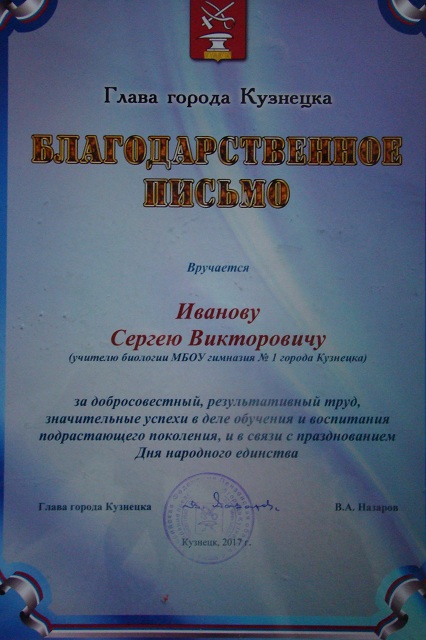 Глава города Кузнецка
БЛАГОДАРСТВЕННОЕ
ПИСЬМО
Вручается
Иванову
Сергею Викторовичу
(учителю биологии МБОУ гимназия № 1 города Кузнецка)
за добросовестный, результативный труд,
значительные успехи в деле обучения и воспитания
подрастающего поколения, и в связи с празднованием
Дня народного единства
Глава города Кузнецка
В.А. Назаров
Кузнецк, 2017 г.